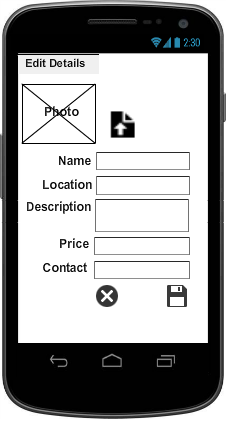 2:30
Edit Details
Photo
Name
Location
Description
Price
Contact